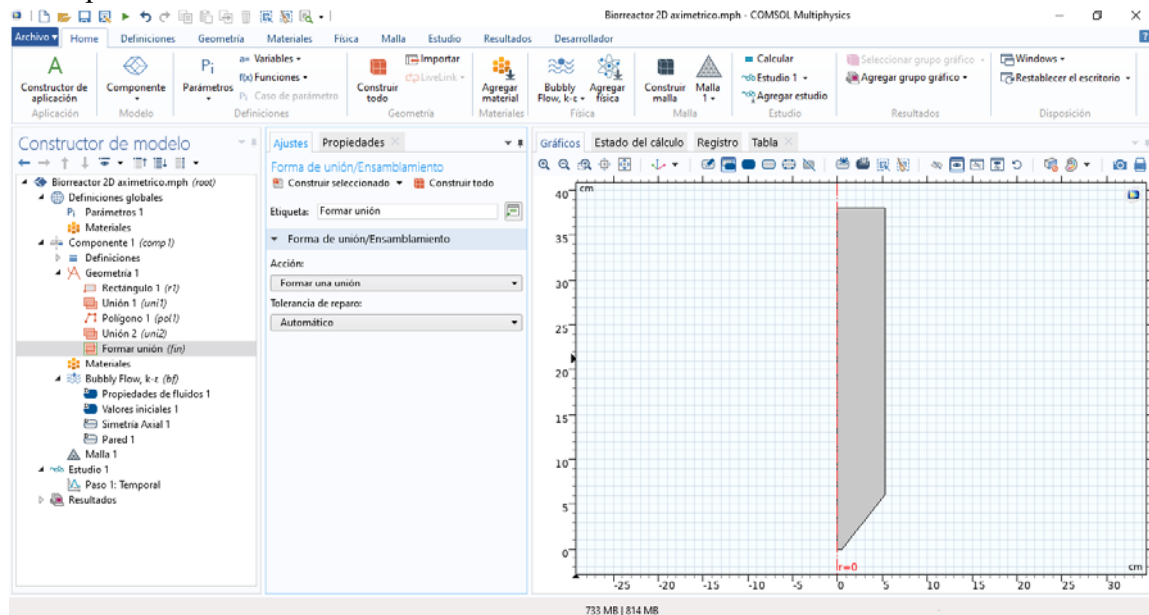 Biorreactor 2D aximetrico.mph - COMSOL Multiphysics
Archivo Home Definiciones Geometría Materiales Física Malla Estudio Resultados Desarrollador
Constructor de aplicación
Aplicación
Componente
Modelo
Parámetros
a= Variables
f(x) Funciones
Pi Caso de parámetro
Definiciones
Construir todo
Importar
LiveLink
Geometría
Agregar material
Materiales
Bubbly Flow, k-ε
Agregar física
Física
Construir malla
Malla 1
Malla
Calcular
Estudio 1
Agregar estudio
Estudio
Seleccionar grupo gráfico
Agregar grupo gráfico
Resultados
Windows
Restablecer el escritorio
Disposición
Constructor de modelo
Biorreactor 2D aximetrico.mph (root)
Definiciones globales
Pi Parámetros 1
Materiales
Componente 1 (comp1)
Definiciones
Geometría 1
Rectángulo 1 (r1)
Unión 1 (uni1)
Polígono 1 (pol1)
Unión 2 (uni2)
Formar unión (fin)
Materiales
Bubbly Flow, k-ε (bf)
Propiedades de fluidos 1
Valores iniciales 1
Simetría Axial 1
Pared 1
Malla 1
Estudio 1
Paso 1: Temporal
Resultados
Ajustes Propiedades
Forma de unión/Ensamblamiento
Construir seleccionado Construir todo
Etiqueta: Formar unión
Forma de unión/Ensamblamiento
Acción:
Formar una unión
Tolerancia de reparo:
Automático
Gráficos Estado del cálculo Registro Tabla
cm
40
35
30
25
20
15
10
5
0
r=0
cm
-25 -20 -15 -10 -5 0 5 10 15 20 25 30
733 MB | 814 MB